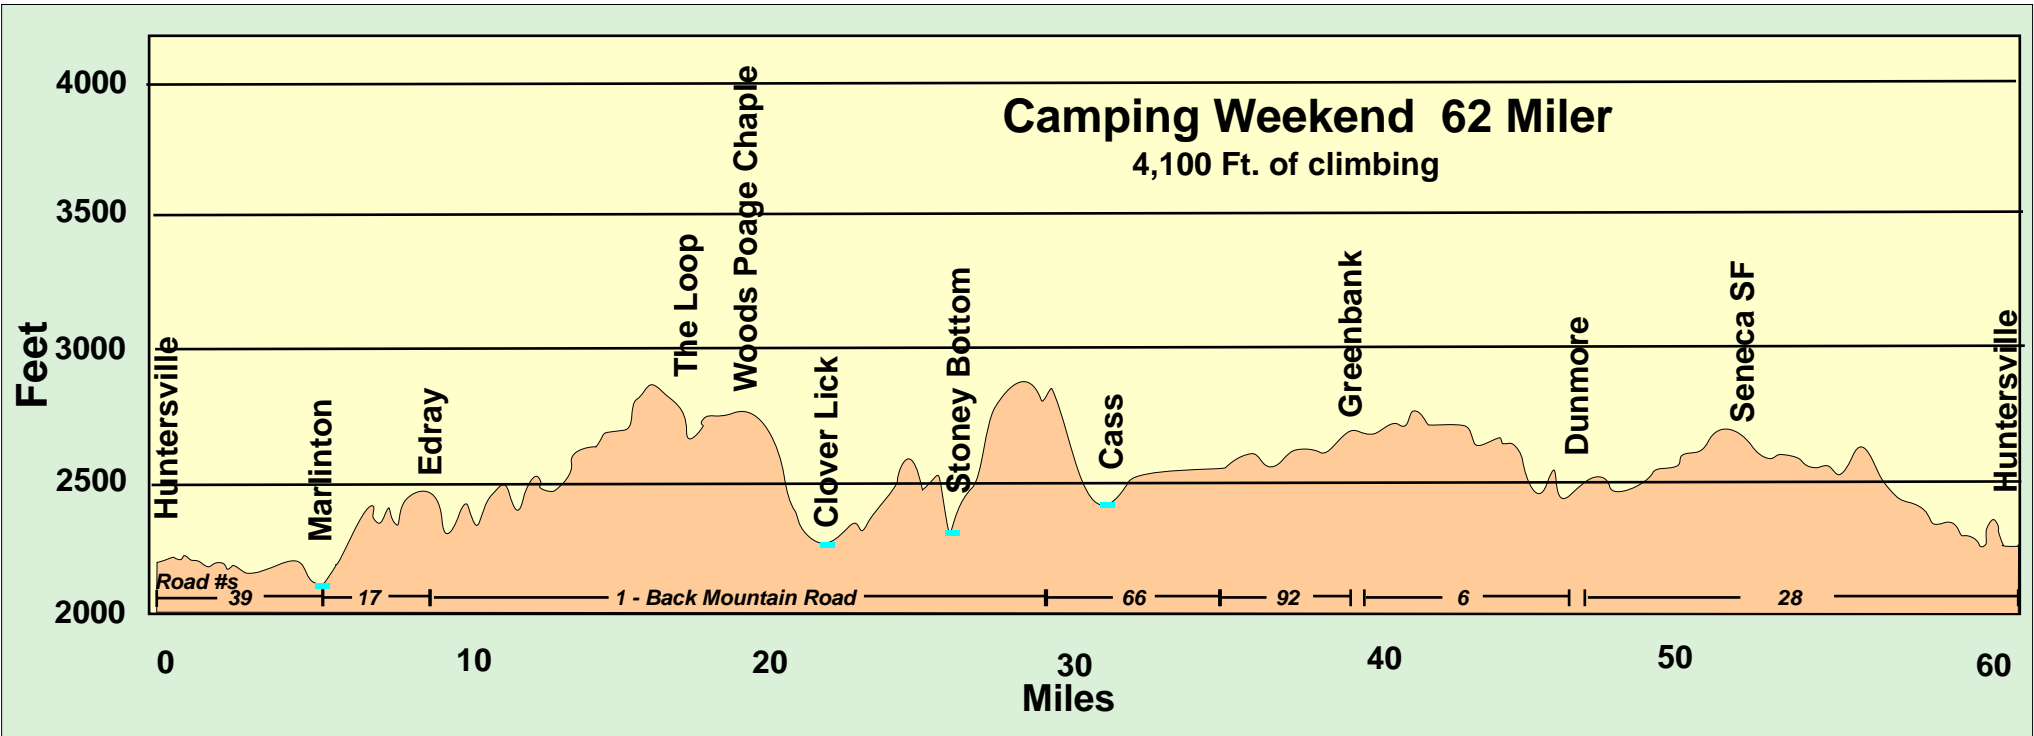 Camping Weekend 62 Miler
4,100 Ft. of climbing
Feet
4000
3500
3000
2500
2000
Huntersville
Marlinton
Edray
The Loop
Woods Poage Chaple
Clover Lick
Stoney Bottom
Cass
Greenbank
Dunmore
Seneca SF
Huntersville
Road #s
39
17
1 - Back Mountain Road
66
92
6
28
0
10
20
30
40
50
60
Miles